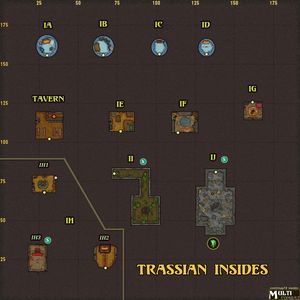 25 50 75 100 125 150 175
IA IB IC ID
175
150
TAVERN IE IF IG
125
100
IH1 II IJ
75
IH
50
IH3 IH2
25
TRASSIAN INSIDES
MULTI